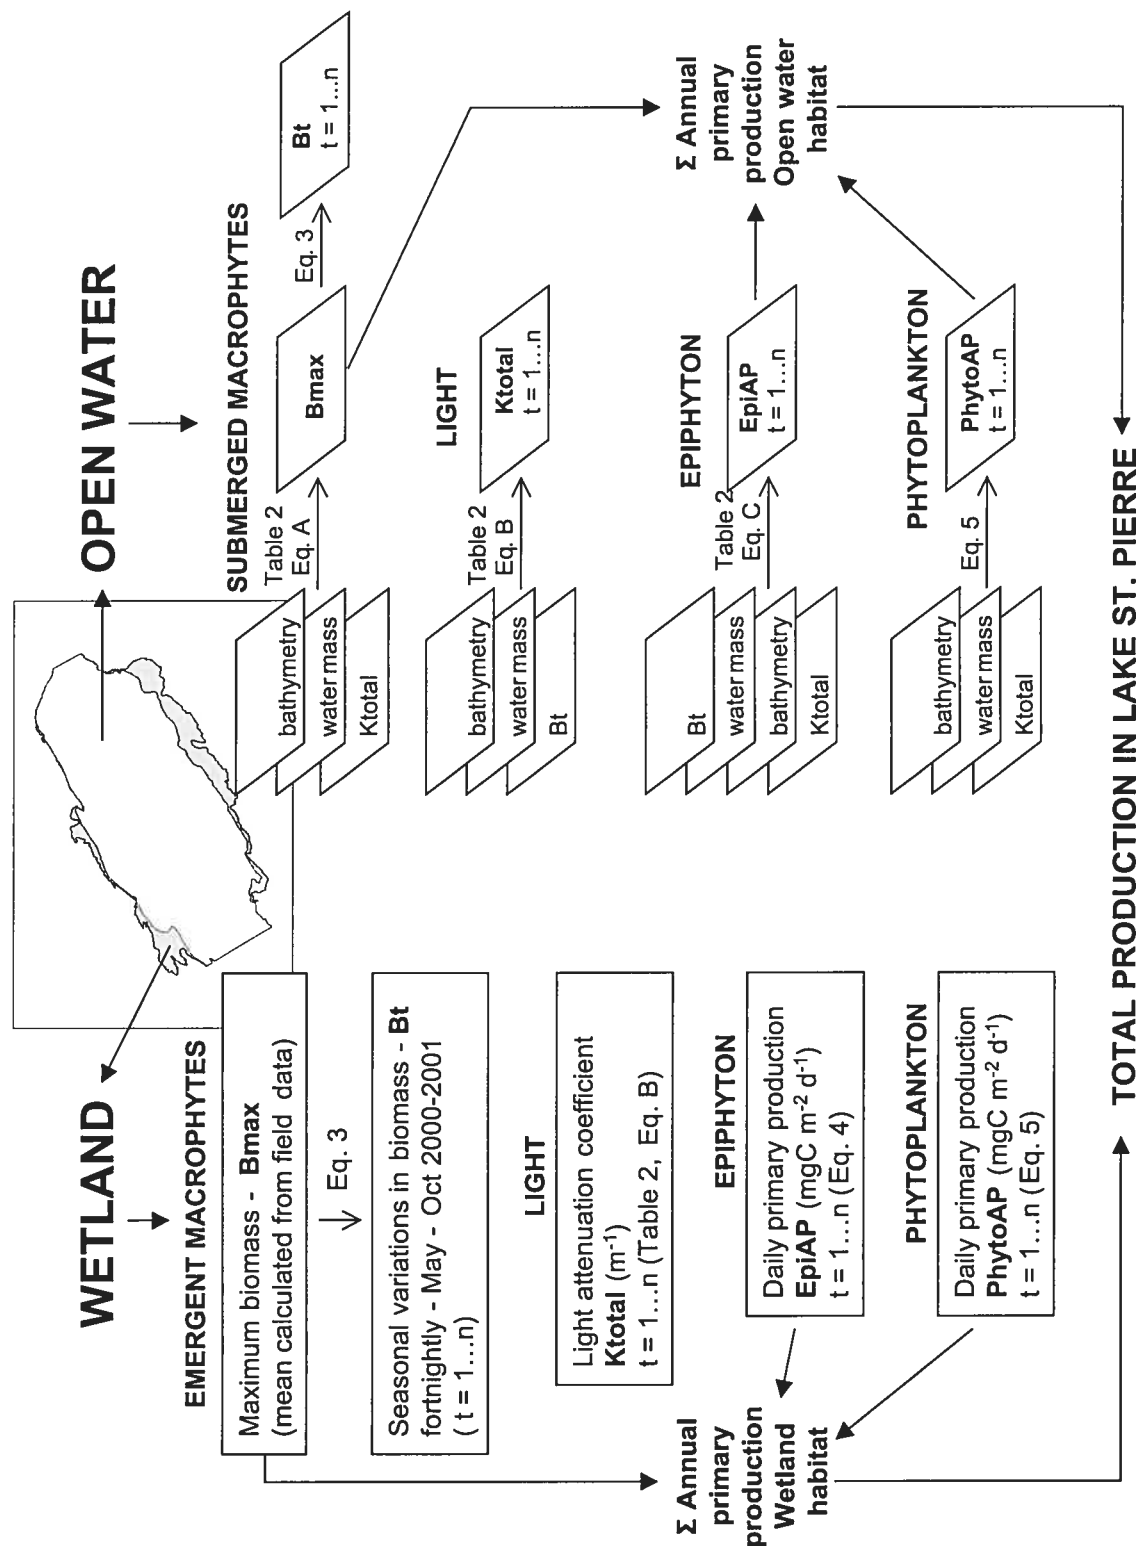 WETLAND
OPEN WATER
EMERGENT MACROPHYTES
Maximum biomass - Bmax
(mean calculated from field data)
Eq. 3
Seasonal variations in biomass - Bt
fortnightly - May - Oct 2000-2001
( t = 1...n)
LIGHT
Light attenuation coefficient
Ktotal (m⁻¹)
t = 1...n (Table 2, Eq. B)
EPIPHYTON
Daily primary production
EpiAP (mgC m⁻² d⁻¹)
t = 1...n (Eq. 4)
PHYTOPLANKTON
Daily primary production
PhytoAP (mgC m⁻² d⁻¹)
t = 1...n (Eq. 5)
Σ Annual
primary
production
Wetland
habitat
SUBMERGED MACROPHYTES
bathymetry
water mass
Ktotal
Table 2
Eq. A
Bmax
Eq. 3
Bt
t = 1...n
LIGHT
bathymetry
water mass
Bt
Table 2
Eq. B
Ktotal
t = 1...n
EPIPHYTON
Bt
water mass
bathymetry
Ktotal
Table 2
Eq. C
EpiAP
t = 1...n
PHYTOPLANKTON
bathymetry
water mass
Ktotal
Eq. 5
PhytoAP
t = 1...n
Σ Annual
primary
production
Open water
habitat
TOTAL PRODUCTION IN LAKE ST. PIERRE